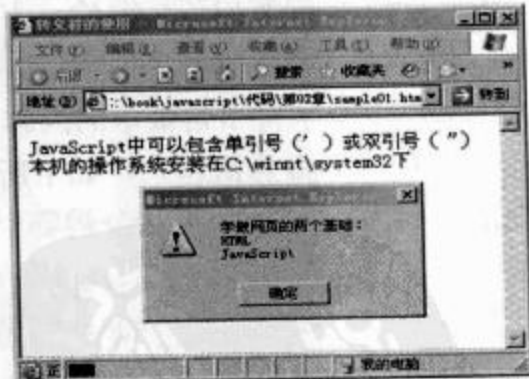 转义符的使用 - Microsoft Internet Explorer
文件(F) 编辑(E) 查看(V) 收藏(A) 工具(T) 帮助(H)
后退 搜索 收藏夹
地址(D) :\book\javascript\代码\第02章\sample01.htm 转到
JavaScript中可以包含单引号(’)或双引号(”)
本机的操作系统安装在C:\winnt\system32下
Microsoft Internet Explorer
学做网页的两个基础：
HTML
JavaScript
确定
我的电脑